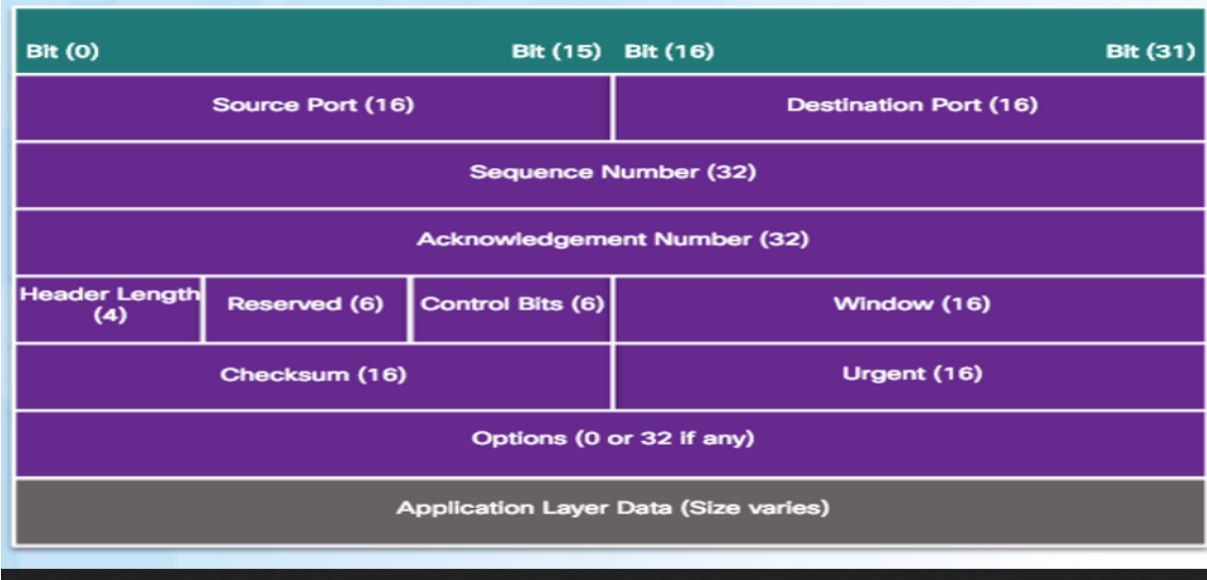 Bit (0) Bit (15) Bit (16) Bit (31)
Source Port (16) Destination Port (16)
Sequence Number (32)
Acknowledgement Number (32)
Header Length
(4) Reserved (6) Control Bits (6) Window (16)
Checksum (16) Urgent (16)
Options (0 or 32 if any)
Application Layer Data (Size varies)